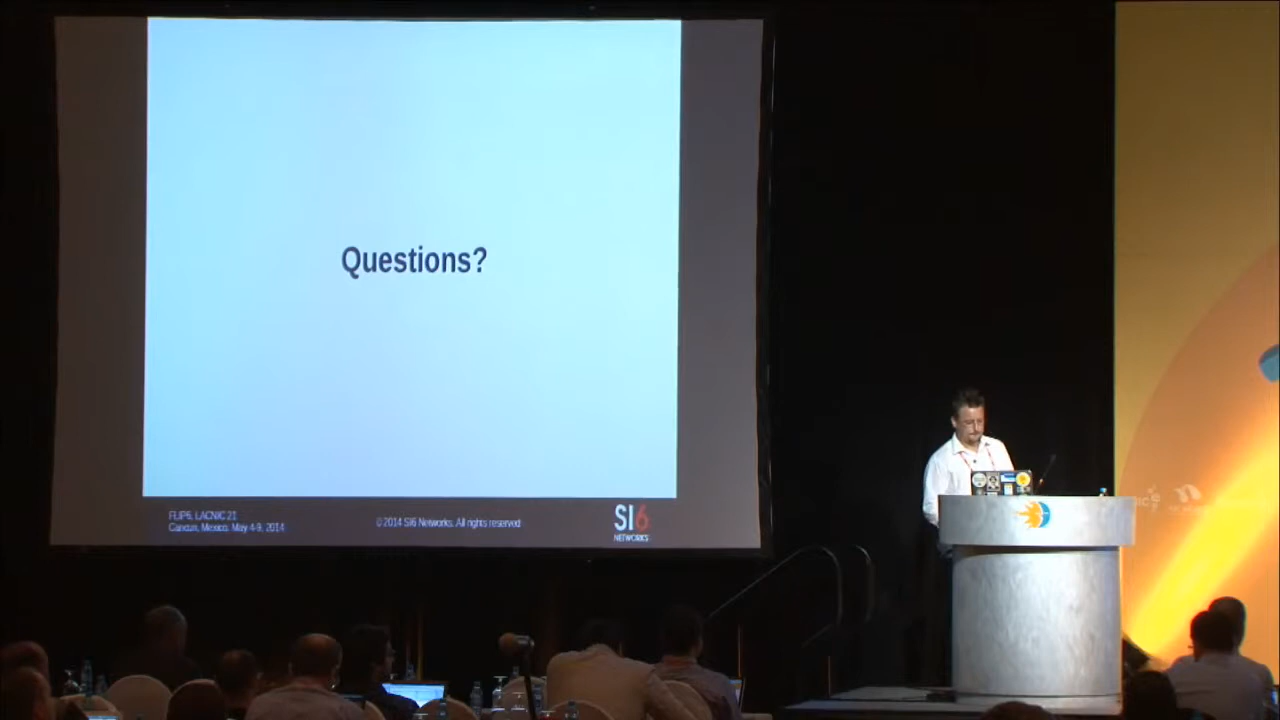 Questions?
FLIP6, LACNIC 21
Cancun, Mexico. May 4-9, 2014
©2014 SI6 Networks. All rights reserved
SI6
NETWORKS